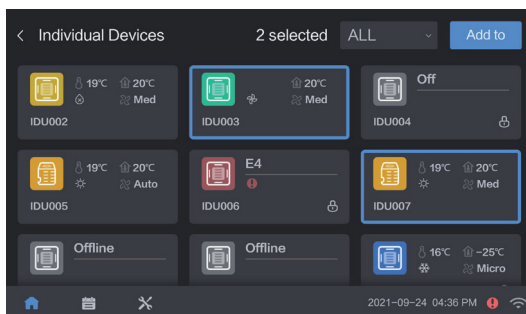 Individual Devices 2 selected ALL Add to
19℃ 20℃
Med
IDU002
20℃
Med
IDU003
Off
IDU004
19℃ 20℃
Auto
IDU005
E4
IDU006
19℃ 20℃
Med
IDU007
Offline
Offline
16℃ -25℃
Micro
2021-09-24 04:36 PM